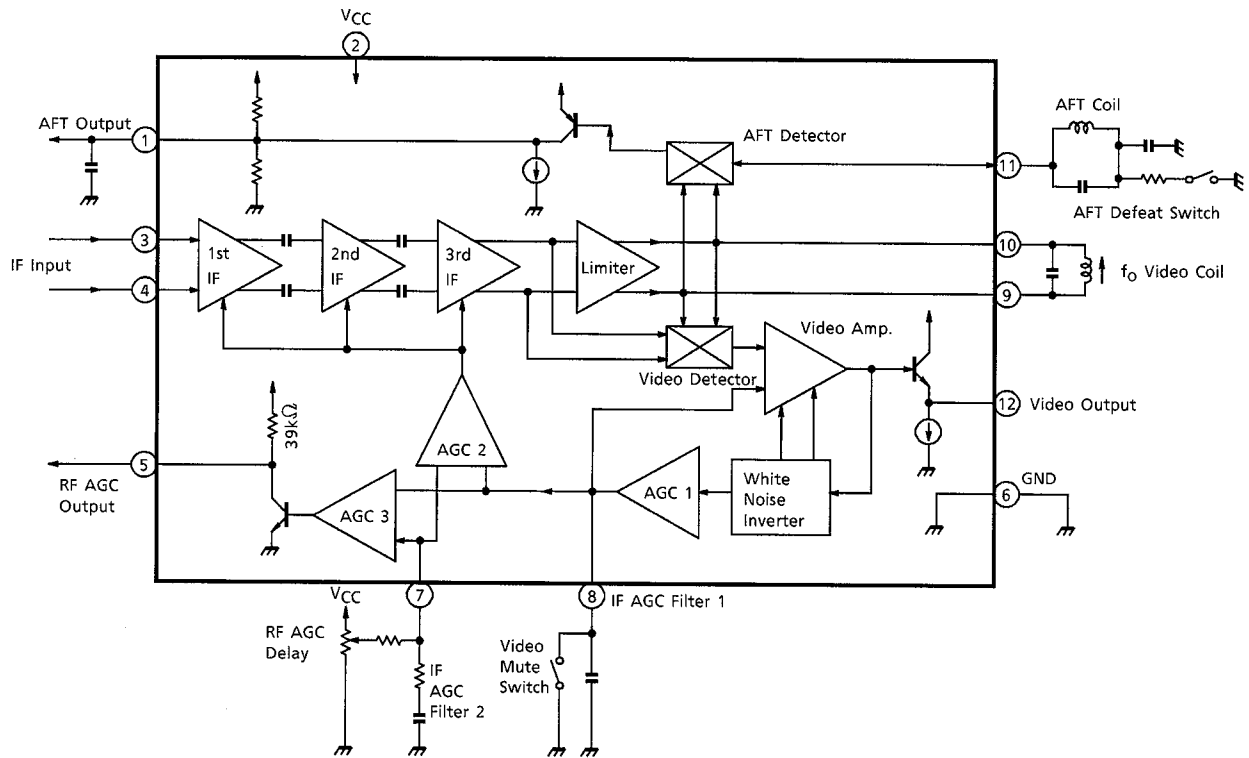 VCC
2
AFT Output
1
AFT Detector
11
AFT Coil
AFT Defeat Switch
IF Input
3
4
1st
IF
2nd
IF
3rd
IF
Limiter
10
9
fo Video Coil
Video Detector
Video Amp.
12
Video Output
39kΩ
5
RF AGC
Output
AGC 2
AGC 3
AGC 1
White
Noise
Inverter
6
GND
7
8
IF AGC Filter 1
VCC
RF AGC
Delay
IF
AGC
Filter 2
Video
Mute
Switch